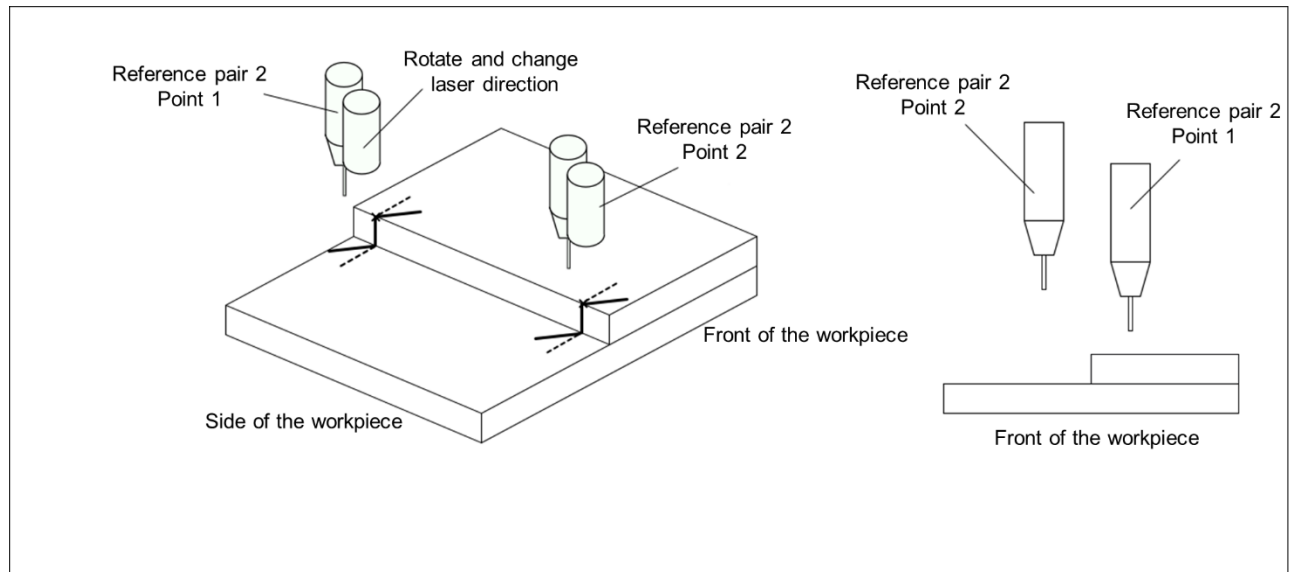 Reference pair 2
Point 1
Rotate and change
laser direction
Reference pair 2
Point 2
Front of the workpiece
Side of the workpiece
Reference pair 2
Point 2
Reference pair 2
Point 1
Front of the workpiece